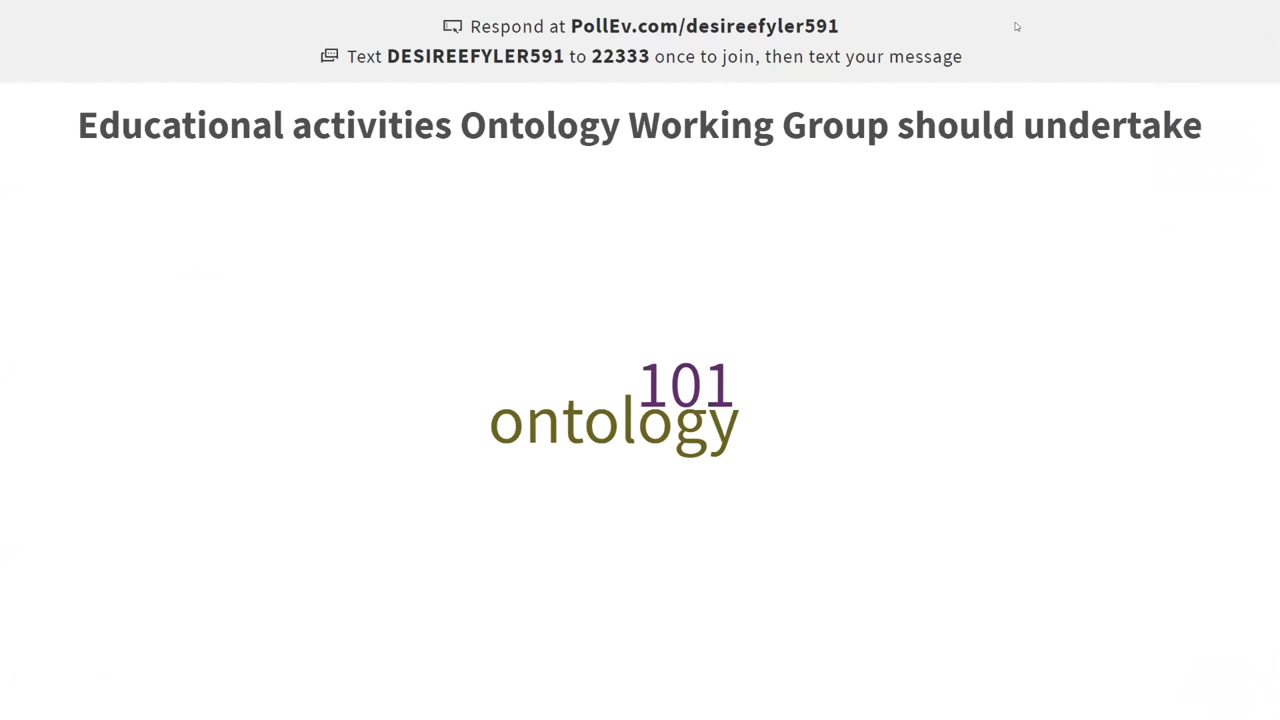 Respond at PollEv.com/desireefyler591
Text DESIREEFYLER591 to 22333 once to join, then text your message
Educational activities Ontology Working Group should undertake
101
ontology